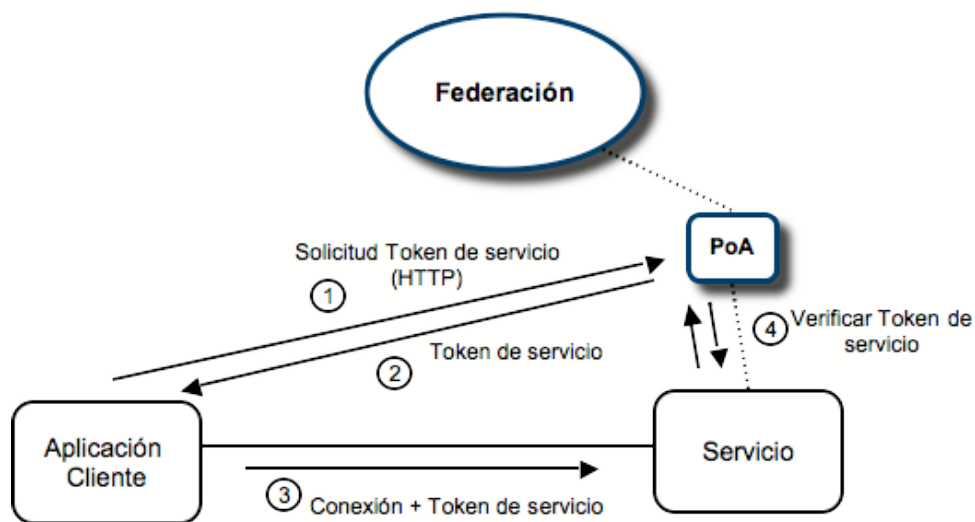 Federación
PoA
Solicitud Token de servicio
(HTTP)
1
Token de servicio
2
4
Verificar Token de
servicio
Aplicación
Cliente
Servicio
3
Conexión + Token de servicio